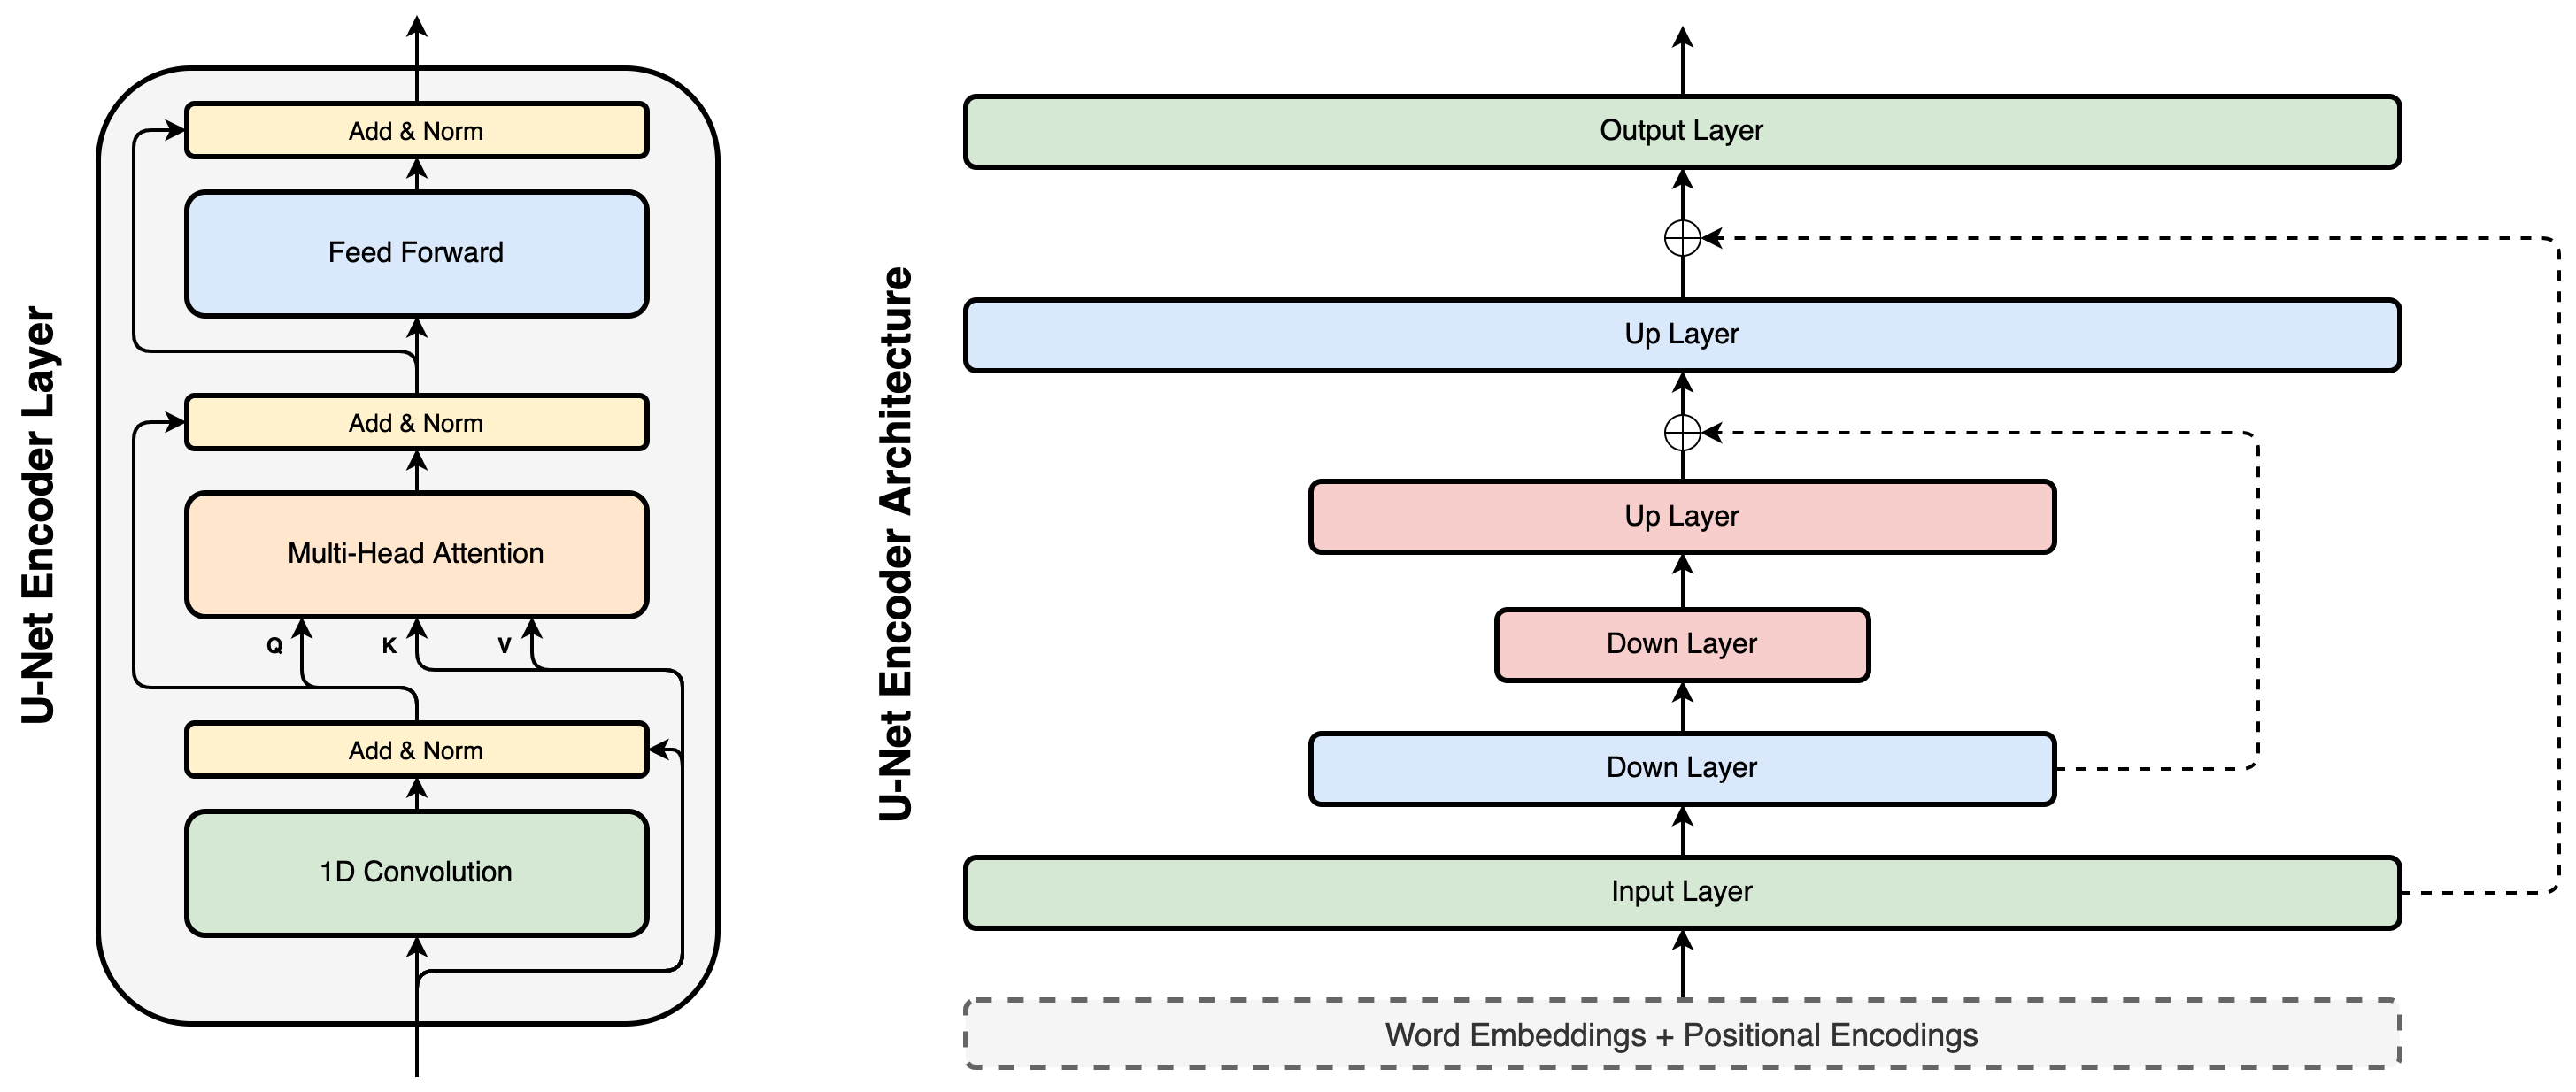 U-Net Encoder Layer
Add & Norm
Feed Forward
Add & Norm
Multi-Head Attention
Q
K
V
Add & Norm
1D Convolution
U-Net Encoder Architecture
Output Layer
Up Layer
Up Layer
Down Layer
Down Layer
Input Layer
Word Embeddings + Positional Encodings